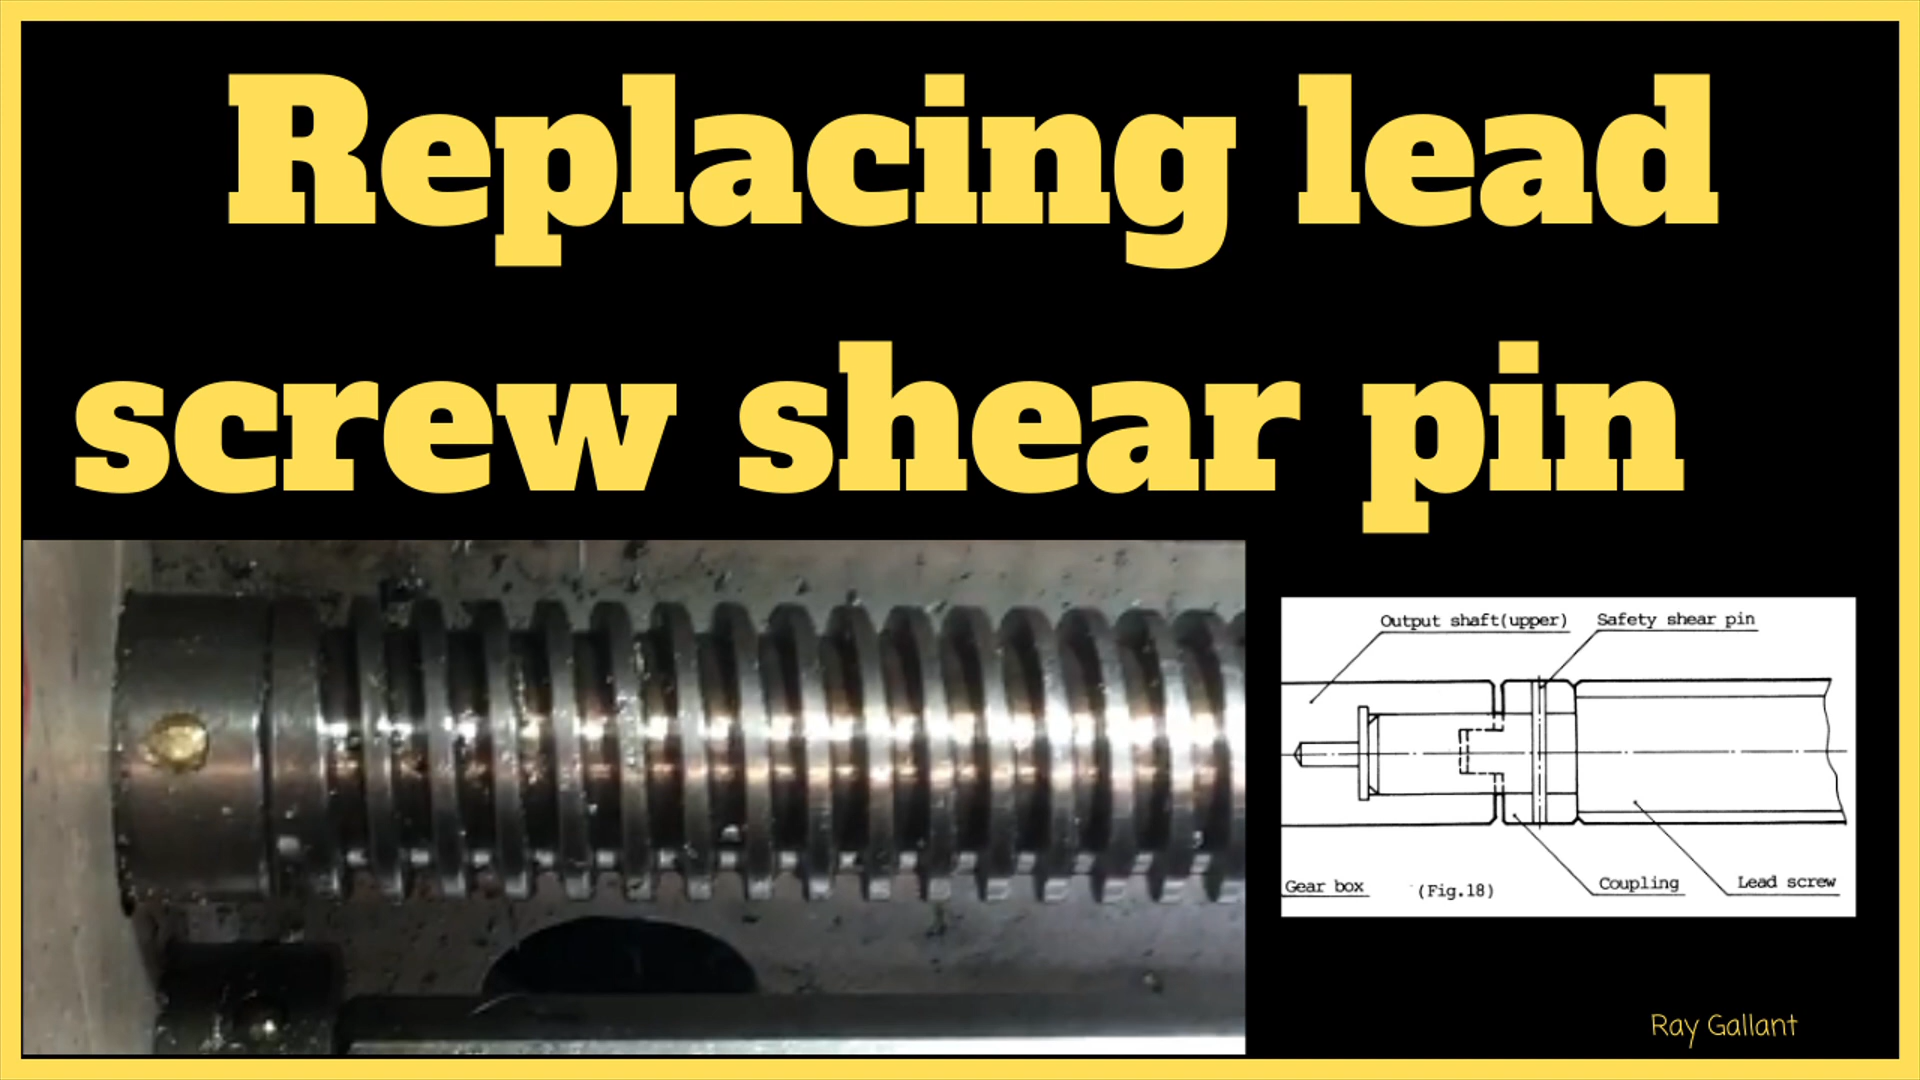 Replacing lead
screw shear pin
Output shaft(upper)
Safety shear pin
Gear box
(Fig.18)
Coupling
Lead screw
Ray Gallant